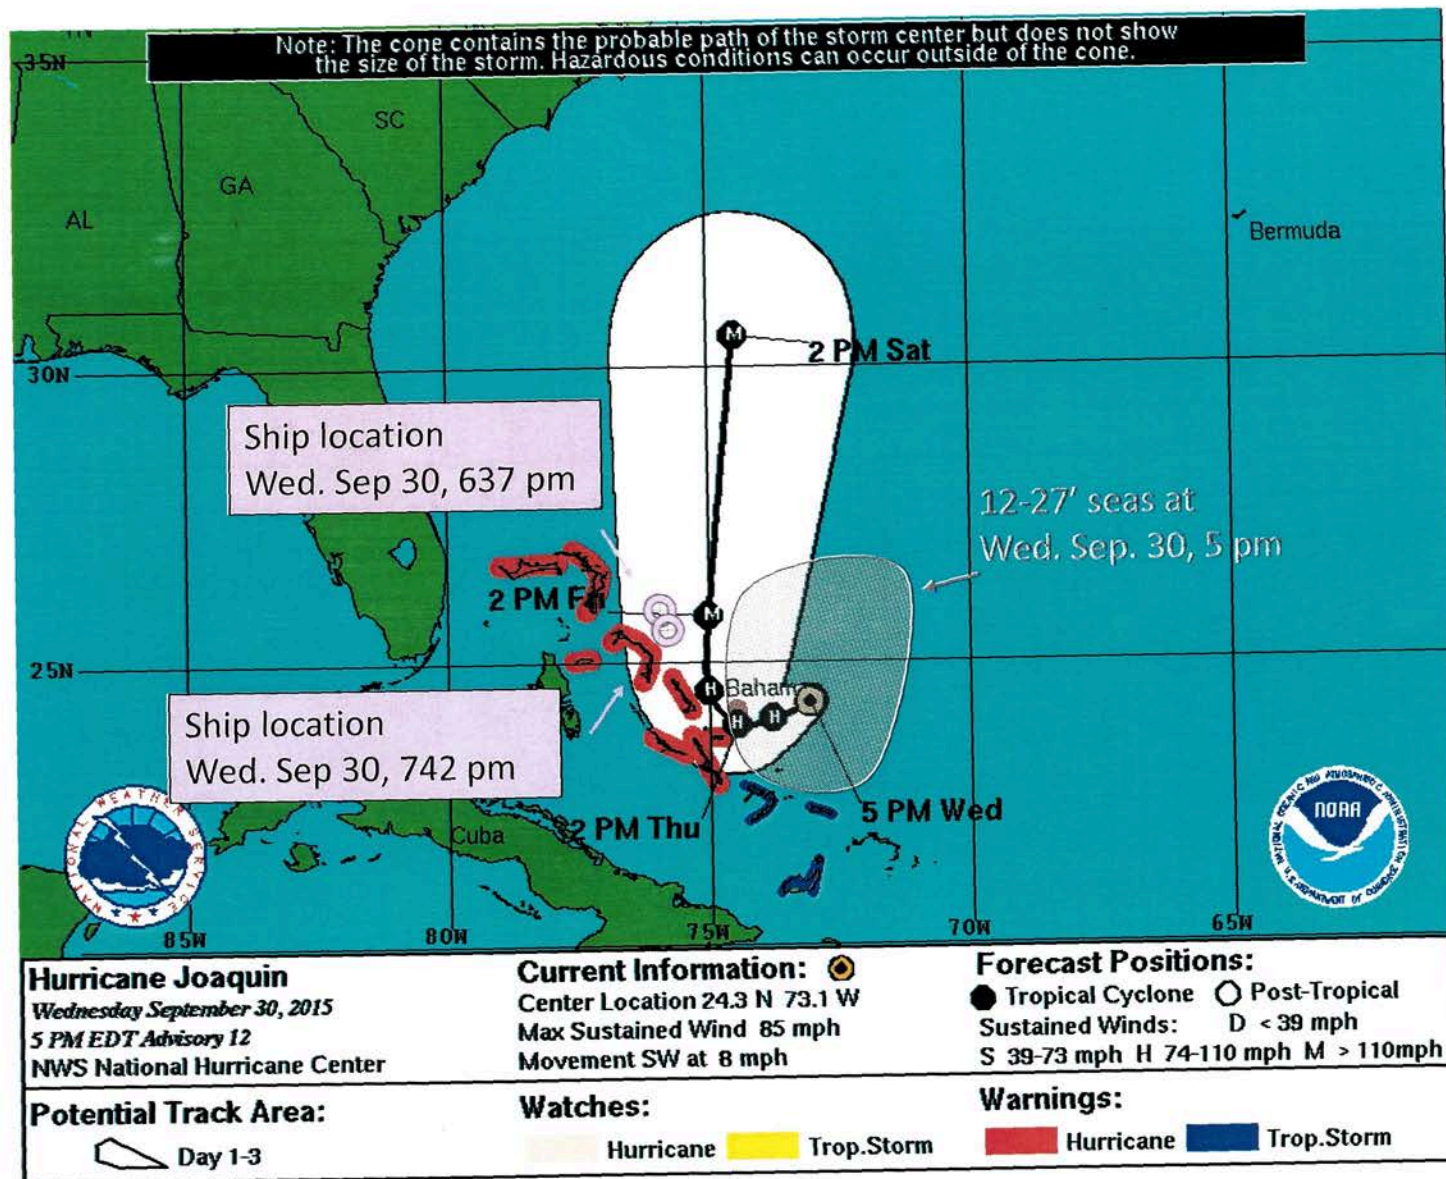 Note: The cone contains the probable path of the storm center but does not show
the size of the storm. Hazardous conditions can occur outside of the cone.
35N
SC
GA
AL
Bermuda
2 PM Sat
30N
Ship location
Wed. Sep 30, 637 pm
12-27' seas at
Wed. Sep. 30, 5 pm
2 PM Fri
M
M
25N
H
H
H
Ship location
Wed. Sep 30, 742 pm
5 PM Wed
2 PM Thu
Cuba
NATIONAL WEATHER SERVICE
NOAA
85W
80W
75W
70W
65W
Hurricane Joaquin
Wednesday September 30, 2015
5 PM EDT Advisory 12
NWS National Hurricane Center
Current Information:
Center Location 24.3 N 73.1 W
Max Sustained Wind 85 mph
Movement SW at 8 mph
Forecast Positions:
Tropical Cyclone Post-Tropical
Sustained Winds: D < 39 mph
S 39-73 mph H 74-110 mph M > 110mph
Potential Track Area:
Day 1-3
Watches:
Hurricane Trop.Storm
Warnings:
Hurricane Trop.Storm